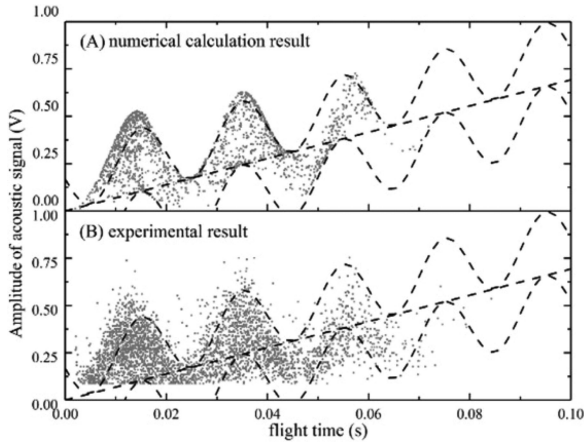 1.00
(A) numerical calculation result
0.75
0.50
0.25
0.00
1.00
(B) experimental result
0.75
0.50
0.25
0.00
Amplitude of acoustic signal (V)
0.00 0.02 0.04 0.06 0.08 0.10
flight time (s)